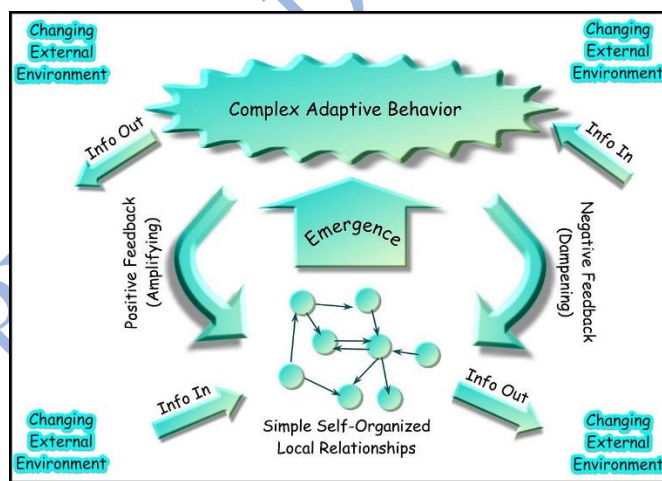 Changing
External
Environment
Changing
External
Environment
Complex Adaptive Behavior
Info Out
Info In
Positive Feedback
(Amplifying)
Emergence
Negative Feedback
(Dampening)
Info In
Info Out
Simple Self-Organized
Local Relationships
Changing
External
Environment
Changing
External
Environment